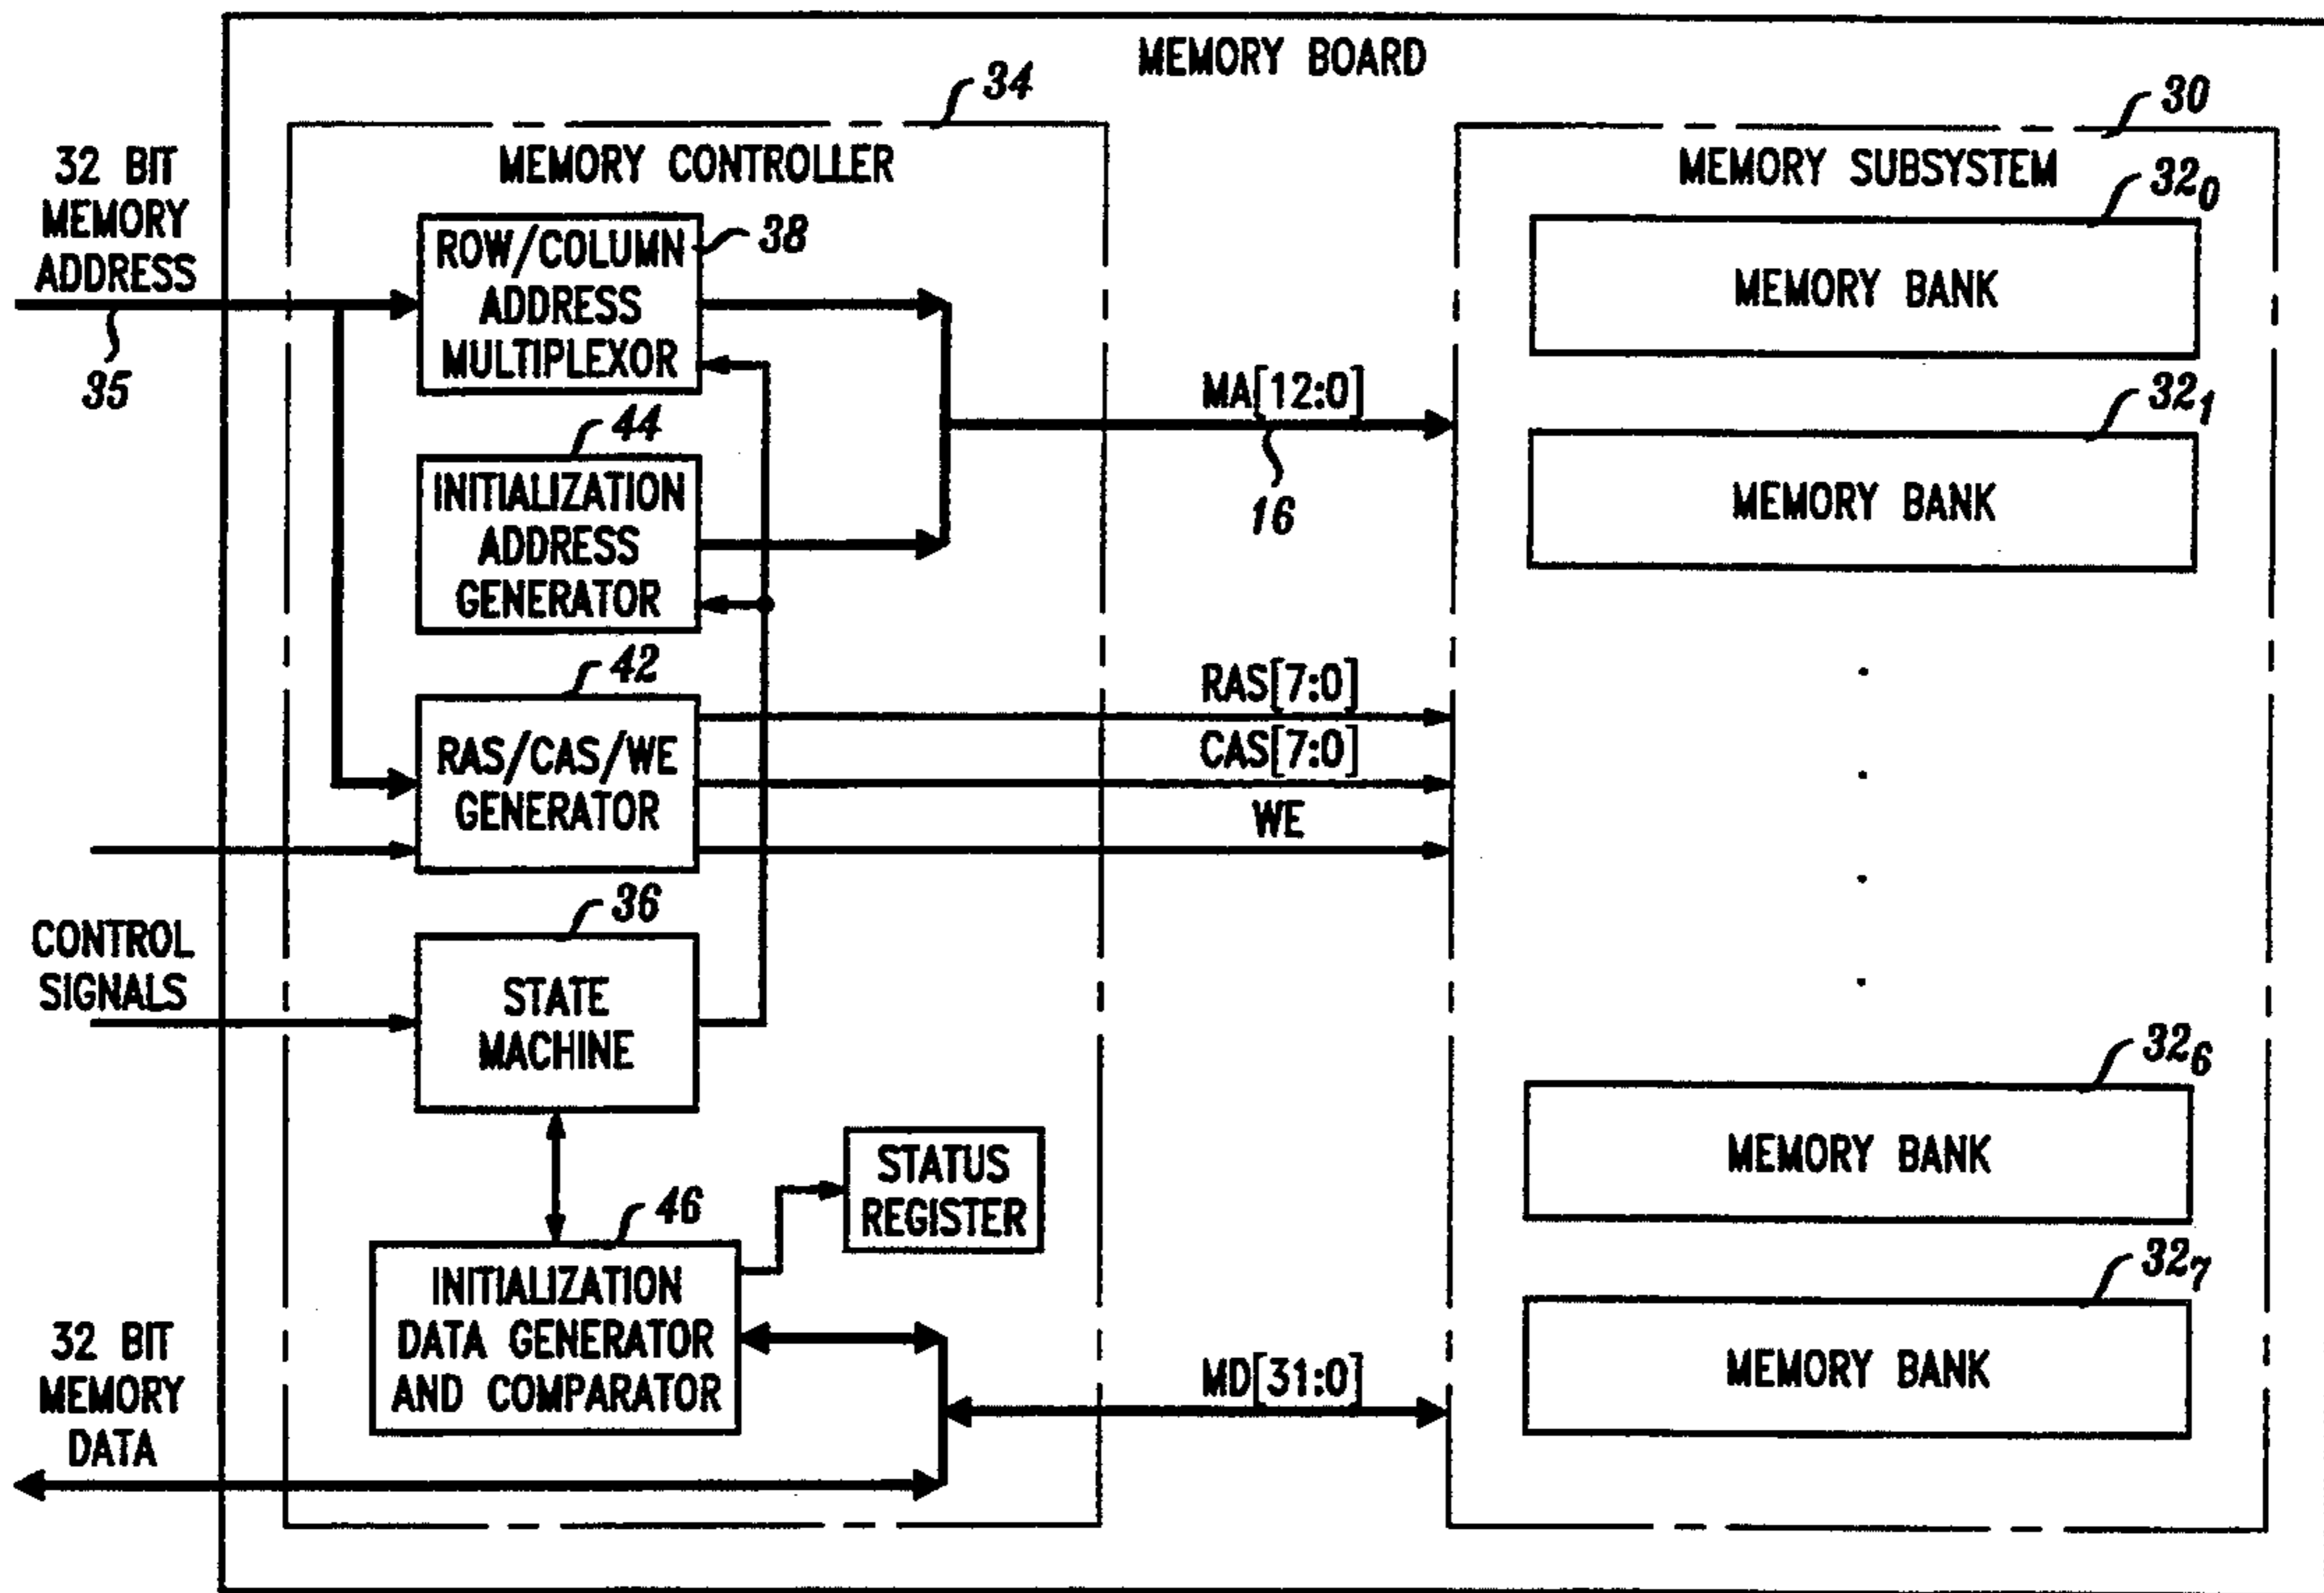 MEMORY BOARD
34
30
MEMORY CONTROLLER
MEMORY SUBSYSTEM
32 BIT
MEMORY
ADDRESS
35
ROW/COLUMN
ADDRESS
MULTIPLEXOR
38
44
INITIALIZATION
ADDRESS
GENERATOR
42
RAS/CAS/WE
GENERATOR
CONTROL
SIGNALS
36
STATE
MACHINE
STATUS
REGISTER
46
INITIALIZATION
DATA GENERATOR
AND COMPARATOR
32 BIT
MEMORY
DATA
MA[12:0]
16
RAS[7:0]
CAS[7:0]
WE
MD[31:0]
32₀
MEMORY BANK
32₁
MEMORY BANK
32₆
MEMORY BANK
32₇
MEMORY BANK